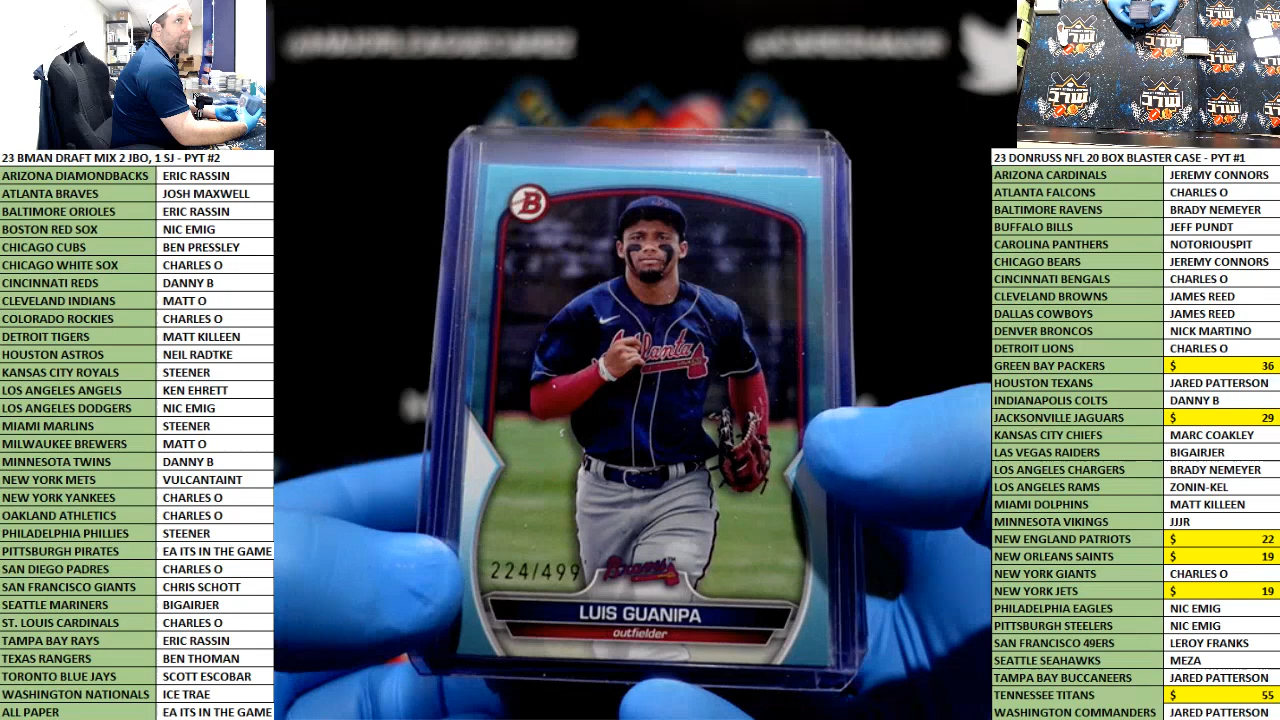 23 BMAN DRAFT MIX 2 JBO, 1 SJ - PYT #2
ARIZONA DIAMONDBACKS ERIC RASSIN
ATLANTA BRAVES JOSH MAXWELL
BALTIMORE ORIOLES ERIC RASSIN
BOSTON RED SOX NIC EMIG
CHICAGO CUBS BEN PRESSLEY
CHICAGO WHITE SOX CHARLES O
CINCINNATI REDS DANNY B
CLEVELAND INDIANS MATT O
COLORADO ROCKIES CHARLES O
DETROIT TIGERS MATT KILLEEN
HOUSTON ASTROS NEIL RADTKE
KANSAS CITY ROYALS STEENER
LOS ANGELES ANGELS KEN EHRETT
LOS ANGELES DODGERS NIC EMIG
MIAMI MARLINS STEENER
MILWAUKEE BREWERS MATT O
MINNESOTA TWINS DANNY B
NEW YORK METS VULCANTAINT
NEW YORK YANKEES CHARLES O
OAKLAND ATHLETICS CHARLES O
PHILADELPHIA PHILLIES STEENER
PITTSBURGH PIRATES EA ITS IN THE GAME
SAN DIEGO PADRES CHARLES O
SAN FRANCISCO GIANTS CHRIS SCHOTT
SEATTLE MARINERS BIGAIRJER
ST. LOUIS CARDINALS CHARLES O
TAMPA BAY RAYS ERIC RASSIN
TEXAS RANGERS BEN THOMAN
TORONTO BLUE JAYS SCOTT ESCOBAR
WASHINGTON NATIONALS ICE TRAE
ALL PAPER EA ITS IN THE GAME
B
Atlanta
224/499
Braves
LUIS GUANIPA
outfielder
23 DONRUSS NFL 20 BOX BLASTER CASE - PYT #1
ARIZONA CARDINALS JEREMY CONNORS
ATLANTA FALCONS CHARLES O
BALTIMORE RAVENS BRADY NEMEYER
BUFFALO BILLS JEFF PUNDT
CAROLINA PANTHERS NOTORIOUSPIT
CHICAGO BEARS JEREMY CONNORS
CINCINNATI BENGALS CHARLES O
CLEVELAND BROWNS JAMES REED
DALLAS COWBOYS JAMES REED
DENVER BRONCOS NICK MARTINO
DETROIT LIONS CHARLES O
GREEN BAY PACKERS $ 36
HOUSTON TEXANS JARED PATTERSON
INDIANAPOLIS COLTS DANNY B
JACKSONVILLE JAGUARS $ 29
KANSAS CITY CHIEFS MARC COAKLEY
LAS VEGAS RAIDERS BIGAIRJER
LOS ANGELES CHARGERS BRADY NEMEYER
LOS ANGELES RAMS ZONIN-KEL
MIAMI DOLPHINS MATT KILLEEN
MINNESOTA VIKINGS JJJR
NEW ENGLAND PATRIOTS $ 22
NEW ORLEANS SAINTS $ 19
NEW YORK GIANTS CHARLES O
NEW YORK JETS $ 19
PHILADELPHIA EAGLES NIC EMIG
PITTSBURGH STEELERS NIC EMIG
SAN FRANCISCO 49ERS LEROY FRANKS
SEATTLE SEAHAWKS MEZA
TAMPA BAY BUCCANEERS JARED PATTERSON
TENNESSEE TITANS $ 55
WASHINGTON COMMANDERS JARED PATTERSON